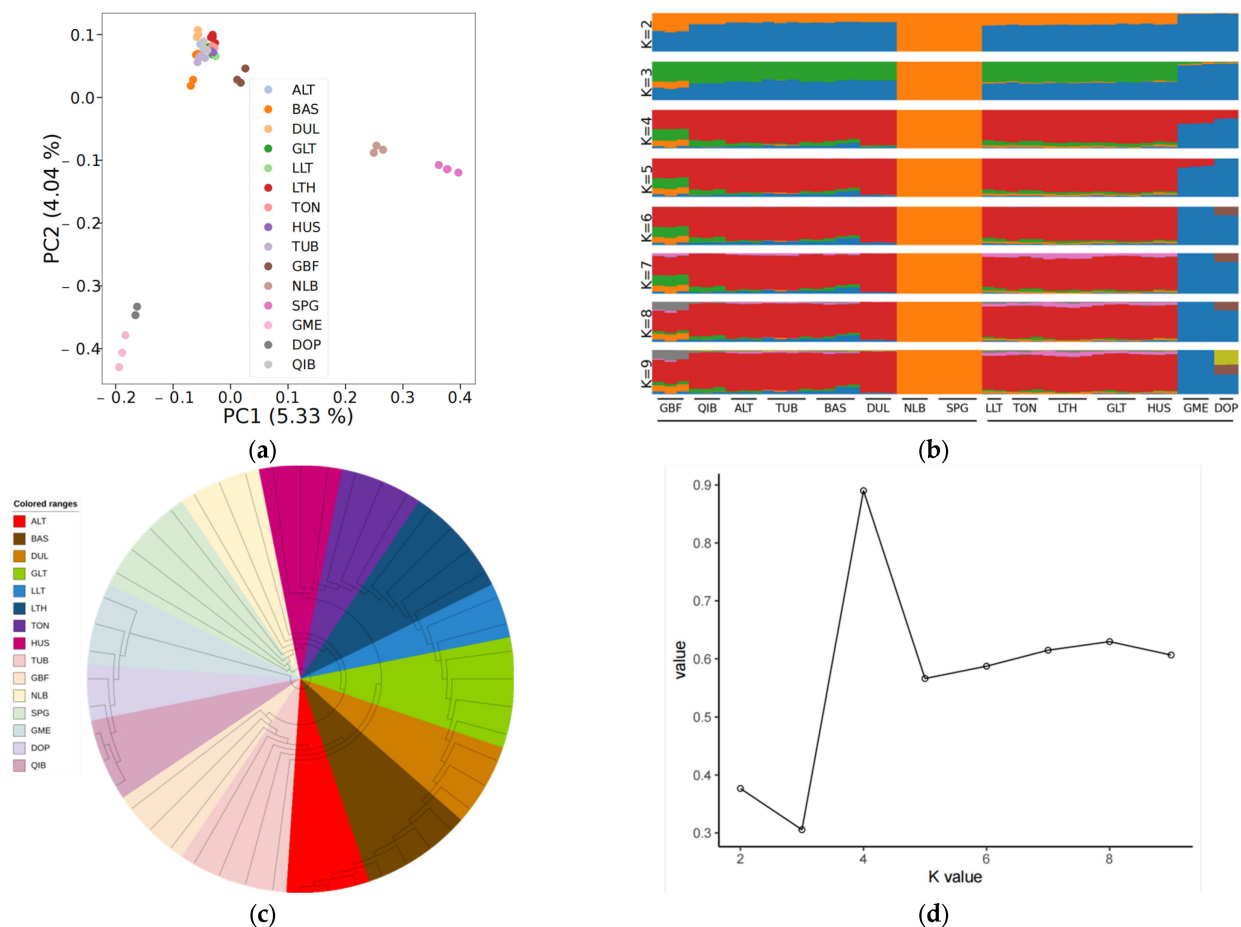 0.1
0.0
− 0.1
− 0.2
− 0.3
− 0.4
PC2 (4.04 %)
− 0.2
− 0.1
0.0
0.1
0.2
0.3
0.4
PC1 (5.33 %)
ALT
BAS
DUL
GLT
LLT
LTH
TON
HUS
TUB
GBF
NLB
SPG
GME
DOP
QIB
(a)
K=2
K=3
K=4
K=5
K=6
K=7
K=8
K=9
GBF QIB ALT TUB BAS DUL NLB SPG LLT TON LTH GLT HUS GME DOP
(b)
Colored ranges
ALT
BAS
DUL
GLT
LLT
LTH
TON
HUS
TUB
GBF
NLB
SPG
GME
DOP
QIB
(c)
0.9
0.8
0.7
0.6
0.5
0.4
0.3
value
2 4 6 8
K value
(d)